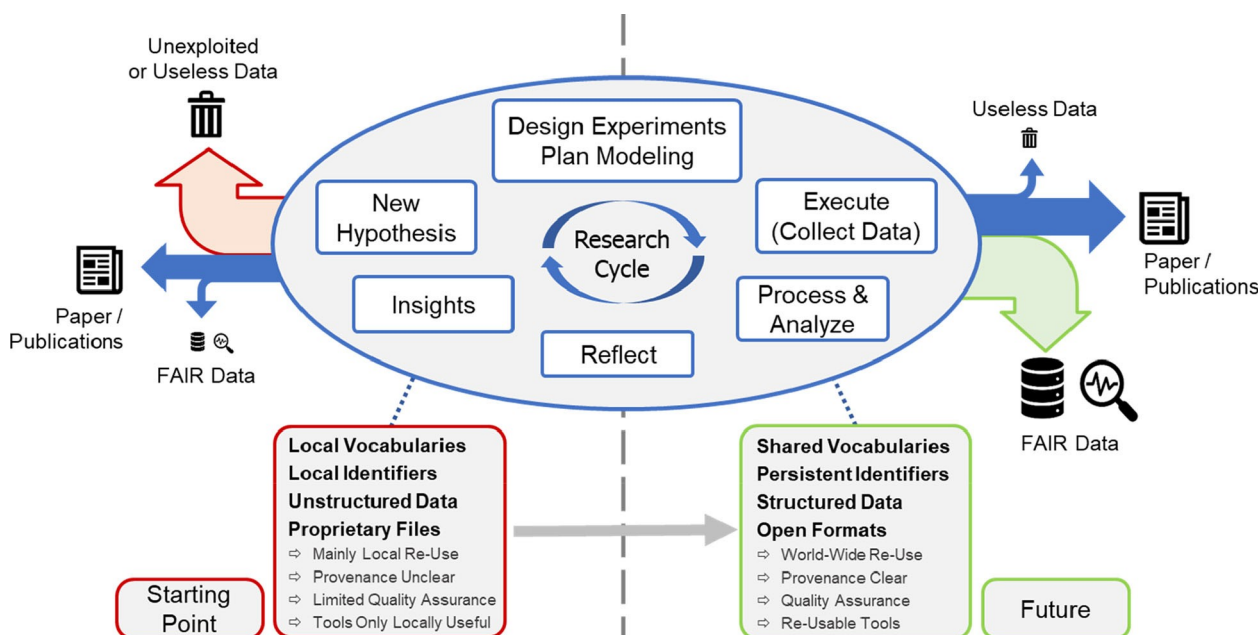 Unexploited
or Useless Data
Paper /
Publications
FAIR Data
Design Experiments
Plan Modeling
New
Hypothesis
Execute
(Collect Data)
Research
Cycle
Insights
Process &
Analyze
Reflect
Useless Data
Paper /
Publications
FAIR Data
Local Vocabularies
Local Identifiers
Unstructured Data
Proprietary Files
⇨ Mainly Local Re-Use
⇨ Provenance Unclear
⇨ Limited Quality Assurance
⇨ Tools Only Locally Useful
Starting
Point
Shared Vocabularies
Persistent Identifiers
Structured Data
Open Formats
⇨ World-Wide Re-Use
⇨ Provenance Clear
⇨ Quality Assurance
⇨ Re-Usable Tools
Future